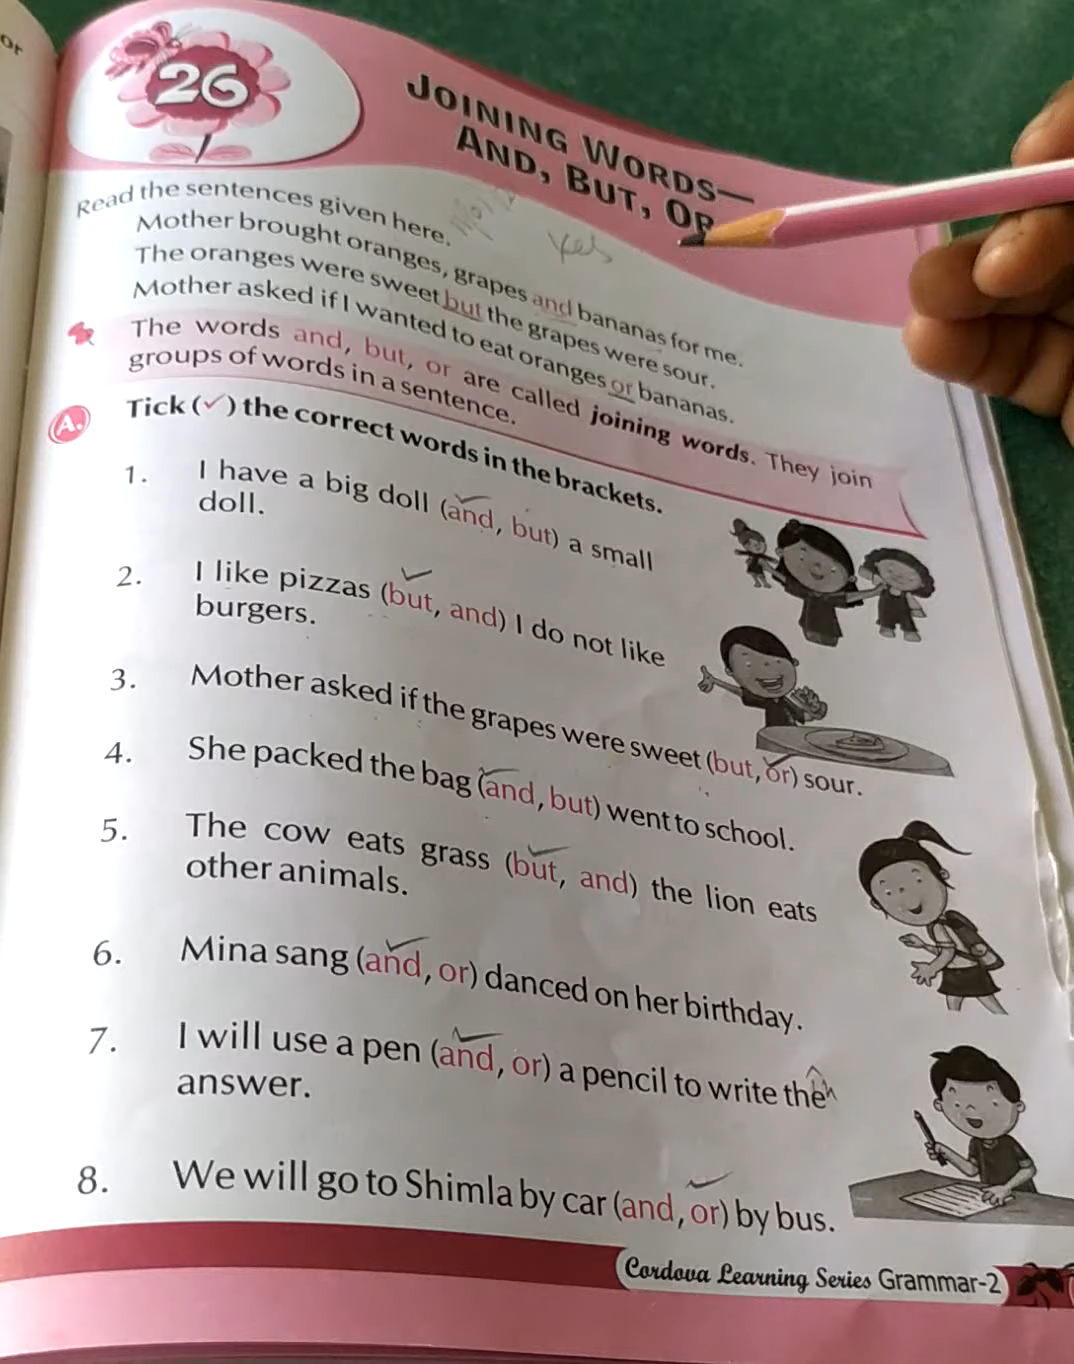 or
26
JOINING WORDS—
AND, BUT, OR
Yes
Read the sentences given here.
Mother brought oranges, grapes and bananas for me.
The oranges were sweet but the grapes were sour.
Mother asked if I wanted to eat oranges or bananas.
The words and, but, or are called joining words. They join
groups of words in a sentence.
A. Tick (✓) the correct words in the brackets.
1. I have a big doll (and, but) a small
doll.
2. I like pizzas (but, and) I do not like
burgers.
3. Mother asked if the grapes were sweet (but, or) sour.
4. She packed the bag (and, but) went to school.
5. The cow eats grass (but, and) the lion eats
other animals.
6. Mina sang (and, or) danced on her birthday.
7. I will use a pen (and, or) a pencil to write the
answer.
8. We will go to Shimla by car (and, or) by bus.
Cordova Learning Series Grammar-2